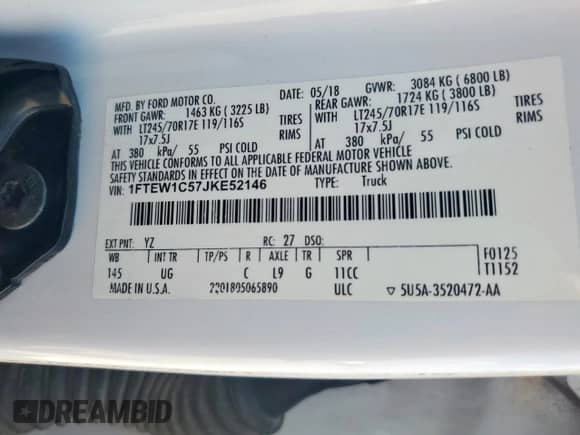 MFD. BY FORD MOTOR CO.
DATE: 05/18 GVWR: 3084 KG ( 6800 LB)
FRONT GAWR: 1463 KG ( 3225 LB) REAR GAWR: 1724 KG ( 3800 LB)
WITH LT245/70R17E 119/116S TIRES WITH LT245/70R17E 119/116S TIRES
17x7.5J RIMS 17x7.5J RIMS
AT 380 kPa/ 55 PSI COLD AT 380 kPa/ 55 PSI COLD
THIS VEHICLE CONFORMS TO ALL APPLICABLE FEDERAL MOTOR VEHICLE
SAFETY STANDARDS IN EFFECT ON THE DATE OF MANUFACTURE SHOWN ABOVE.
VIN: 1FTEW1C57JKE52146 TYPE: Truck
EXT PNT: YZ RC: 27 DSO:
WB INT TR TP/PS R AXLE TR SPR F0125
145 UG C L9 G 11CC T1152
MADE IN U.S.A. 2201805065890 ULC 5U5A-3520472-AA
DREAMBID